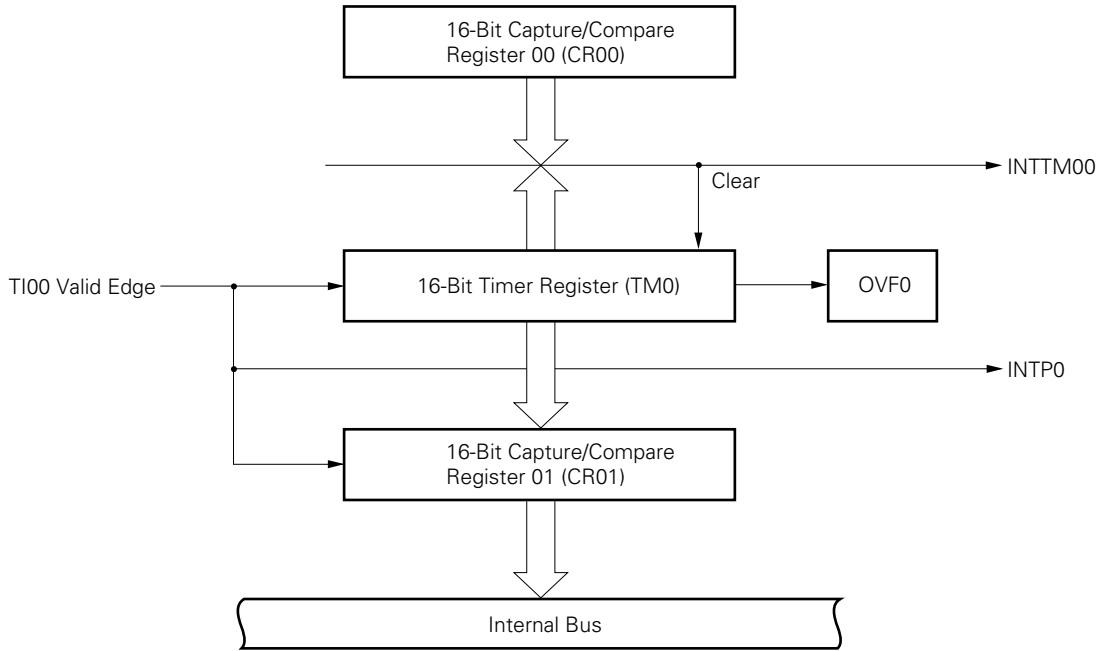 16-Bit Capture/Compare
Register 00 (CR00)
INTTM00
Clear
TI00 Valid Edge
16-Bit Timer Register (TM0)
OVF0
INTP0
16-Bit Capture/Compare
Register 01 (CR01)
Internal Bus